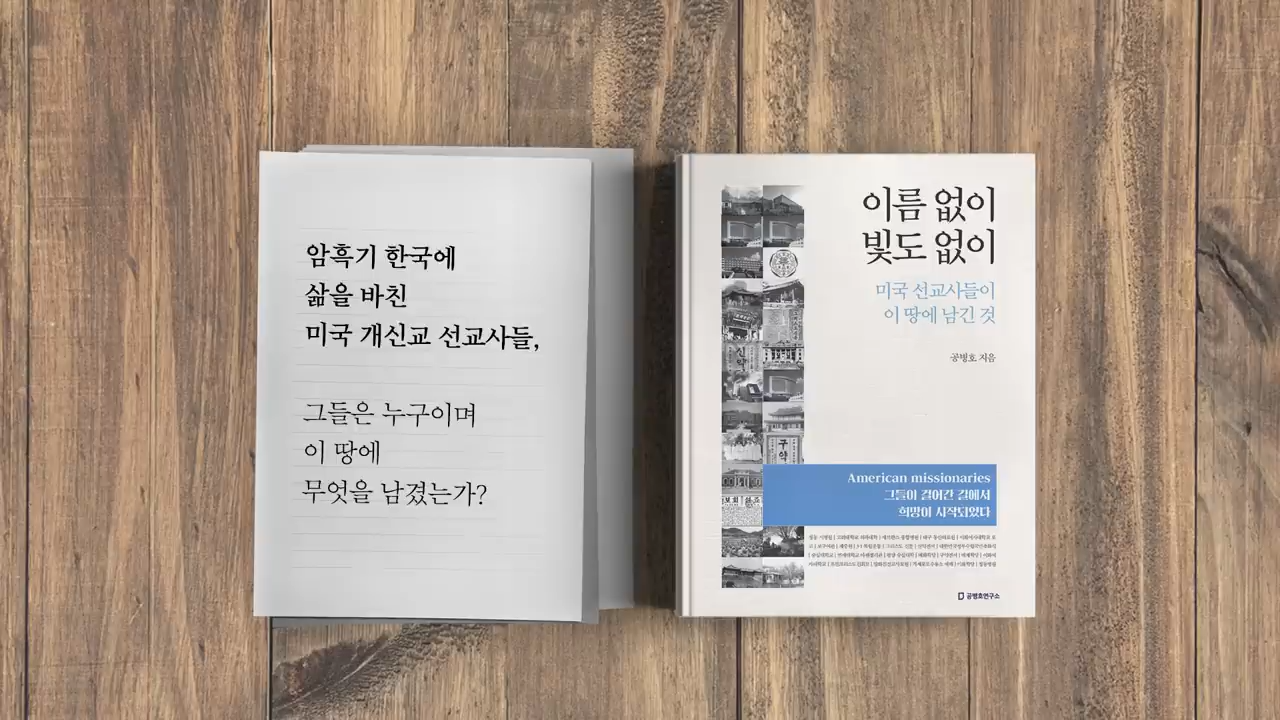 암흑기 한국에
삶을 바친
미국 개신교 선교사들,
그들은 누구이며
이 땅에
무엇을 남겼는가?
이름 없이
빛도 없이
미국 선교사들이
이 땅에 남긴 것
공병호 지음
구약
American missionaries
그들이 걸어간 길에서
희망이 시작되었다
공병호연구소